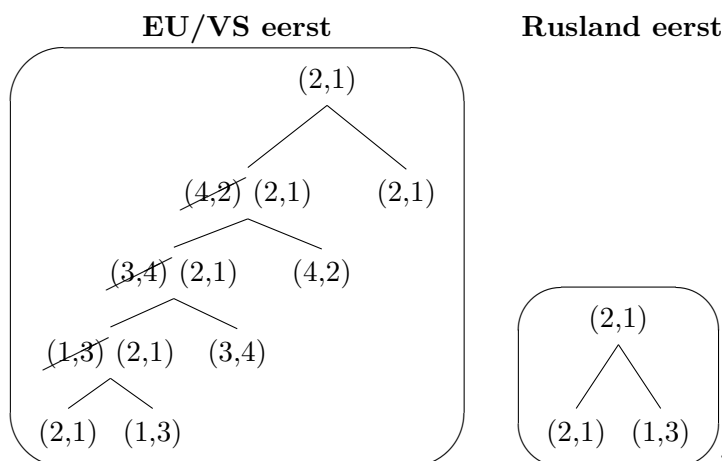 EU/VS eerst Rusland eerst
(2,1)
(4,2) (2,1) (2,1)
(3,4) (2,1) (4,2)
(2,1)
(1,3) (2,1) (3,4)
(2,1) (1,3) (2,1) (1,3)